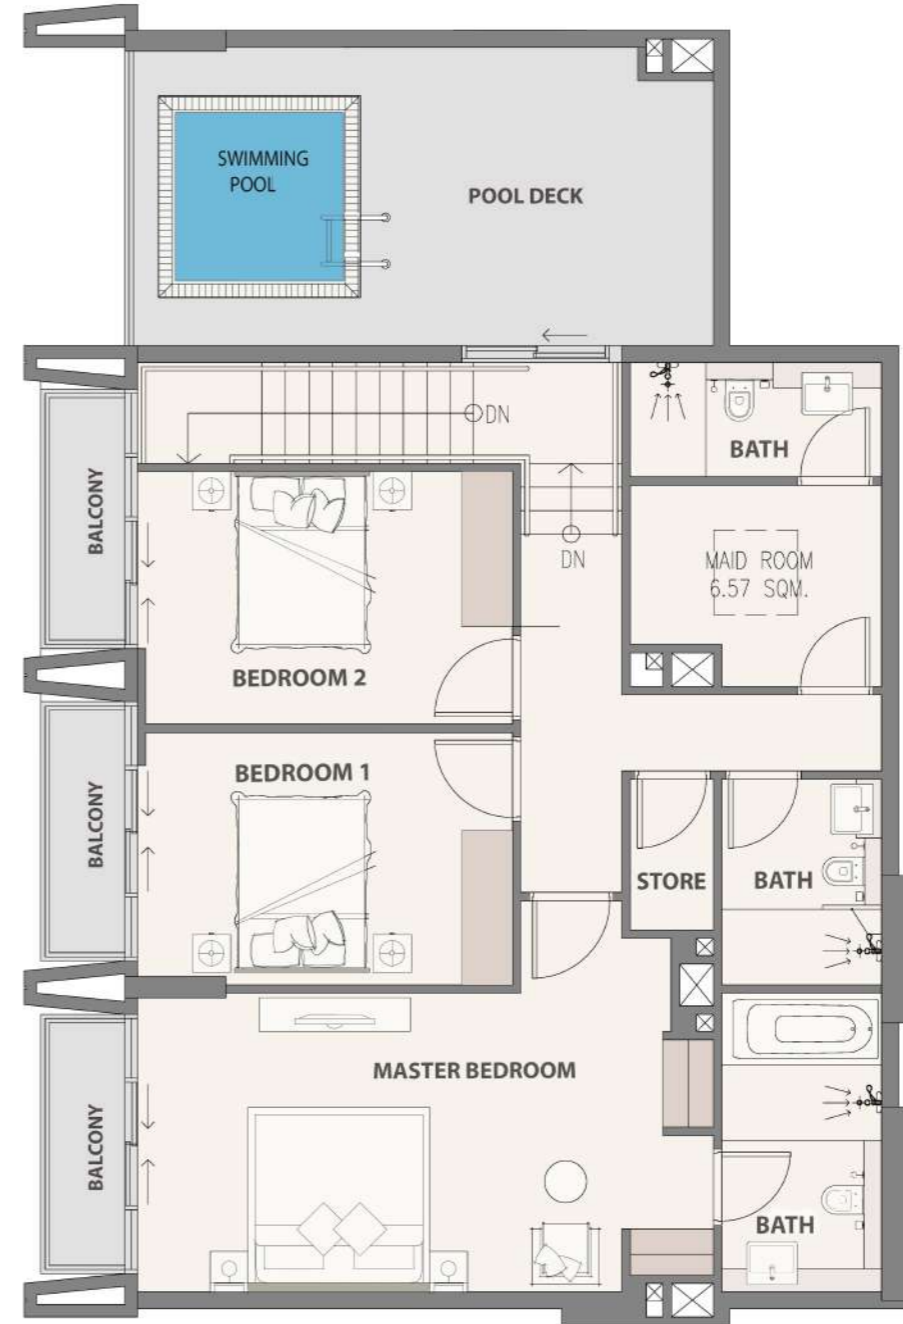 SWIMMING
POOL
POOL DECK
DN
BATH
BALCONY
MAID ROOM
6.57 SQM.
DN
BEDROOM 2
BEDROOM 1
BALCONY
STORE
BATH
MASTER BEDROOM
BALCONY
BATH